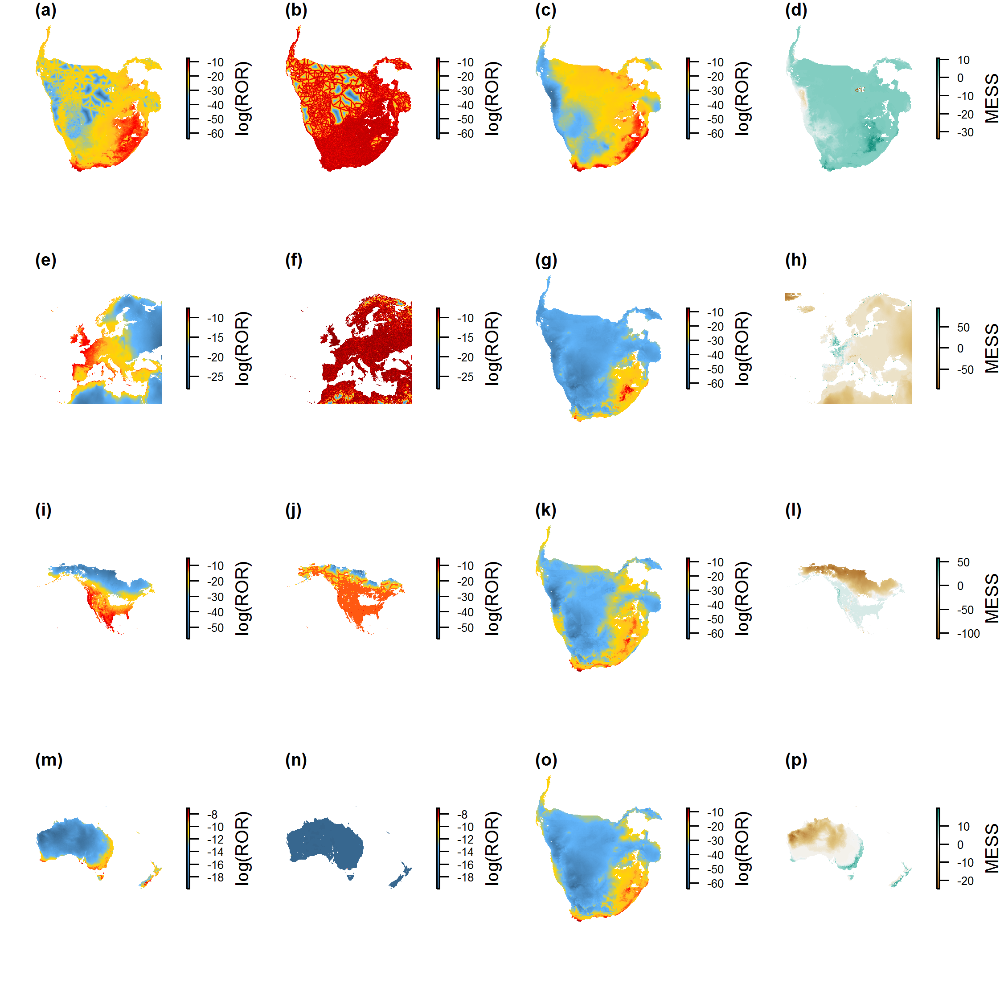 (a)
-10
-20
-30
-40
-50
-60
log(ROR)
(b)
-10
-20
-30
-40
-50
-60
log(ROR)
(c)
-10
-20
-30
-40
-50
-60
log(ROR)
(d)
10
0
-10
-20
-30
MESS
(e)
-10
-15
-20
-25
log(ROR)
(f)
-10
-15
-20
-25
log(ROR)
(g)
-10
-20
-30
-40
-50
-60
log(ROR)
(h)
50
0
-50
MESS
(i)
-10
-20
-30
-40
-50
log(ROR)
(j)
-10
-20
-30
-40
-50
log(ROR)
(k)
-10
-20
-30
-40
-50
-60
log(ROR)
(l)
50
0
-50
-100
MESS
(m)
-8
-10
-12
-14
-16
-18
log(ROR)
(n)
-8
-10
-12
-14
-16
-18
log(ROR)
(o)
-10
-20
-30
-40
-50
-60
log(ROR)
(p)
10
0
-10
-20
MESS